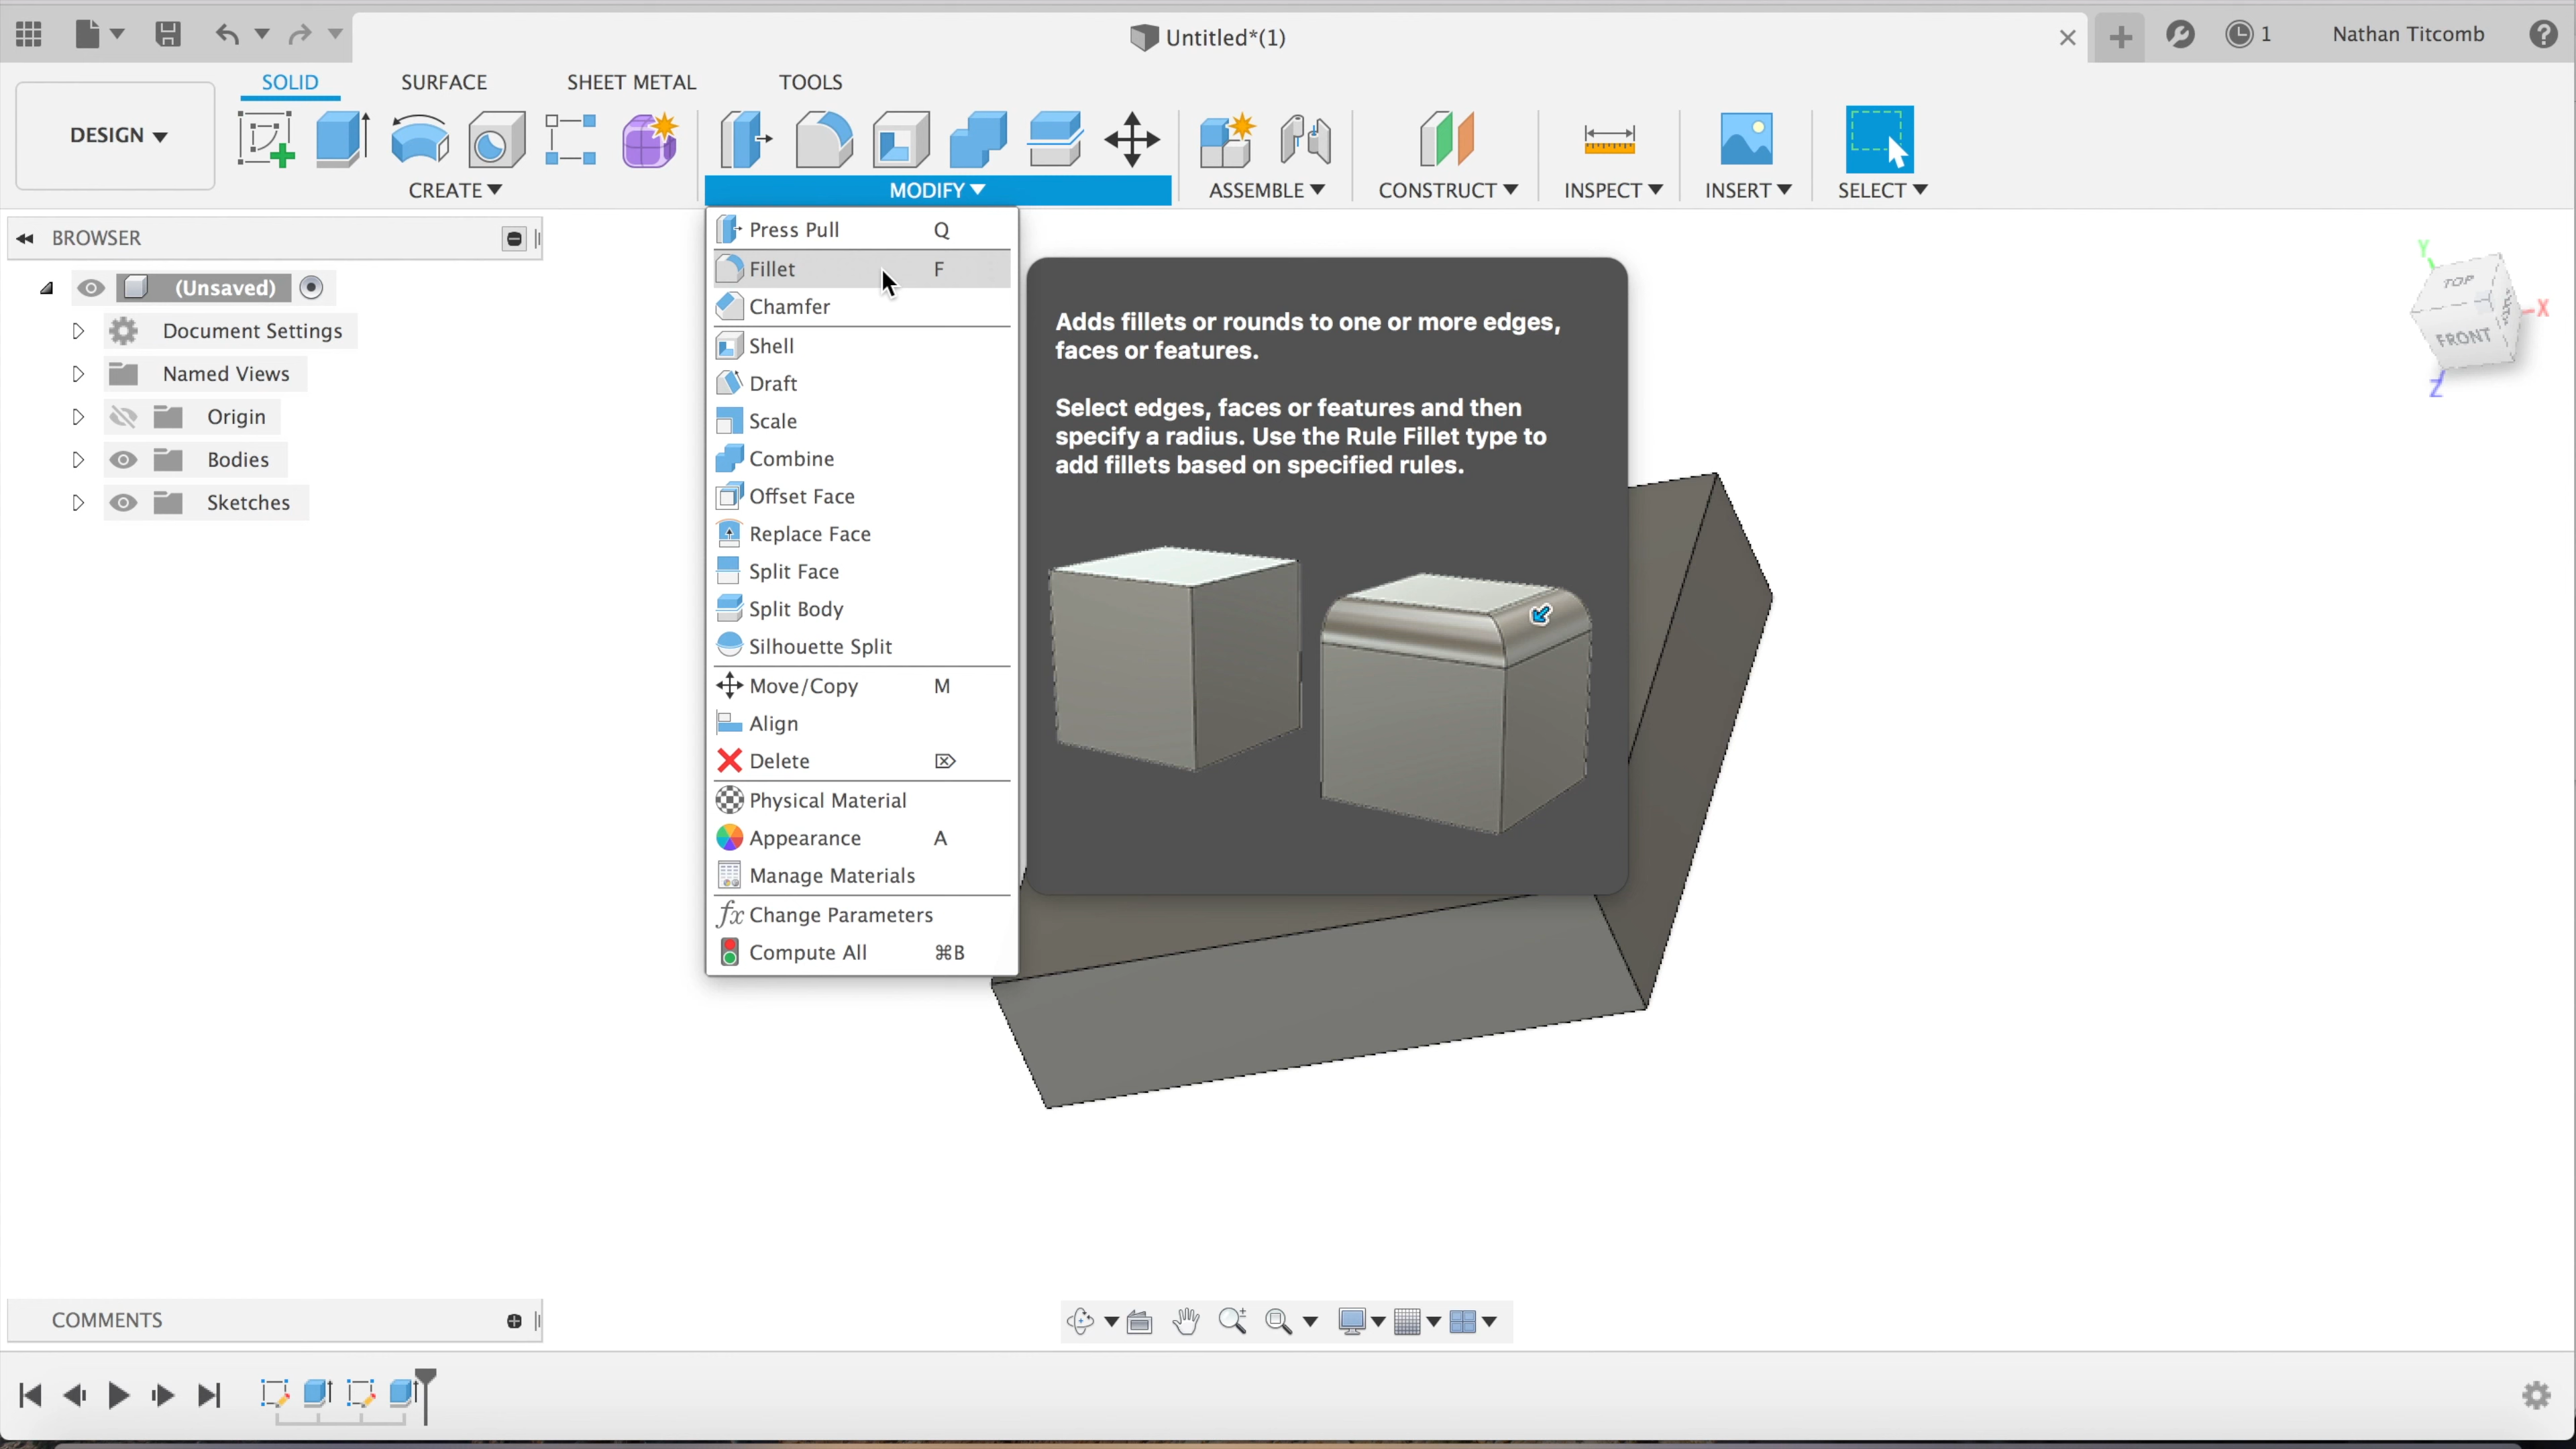 Untitled*(1)
1
Nathan Titcomb
SOLID
SURFACE
SHEET METAL
TOOLS
DESIGN
CREATE
MODIFY
ASSEMBLE
CONSTRUCT
INSPECT
INSERT
SELECT
BROWSER
(Unsaved)
Document Settings
Named Views
Origin
Bodies
Sketches
Press Pull Q
Fillet F
Chamfer
Shell
Draft
Scale
Combine
Offset Face
Replace Face
Split Face
Split Body
Silhouette Split
Move/Copy M
Align
Delete
Physical Material
Appearance A
Manage Materials
fx Change Parameters
Compute All ⌘B
Adds fillets or rounds to one or more edges,
faces or features.
Select edges, faces or features and then
specify a radius. Use the Rule Fillet type to
add fillets based on specified rules.
Y
TOP
X
FRONT
Z
COMMENTS